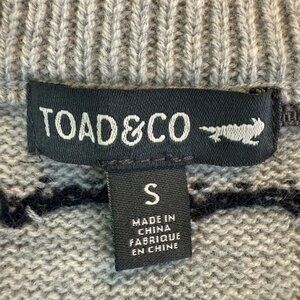 TOAD&CO
S
MADE IN
CHINA
FABRIQUE
EN CHINE